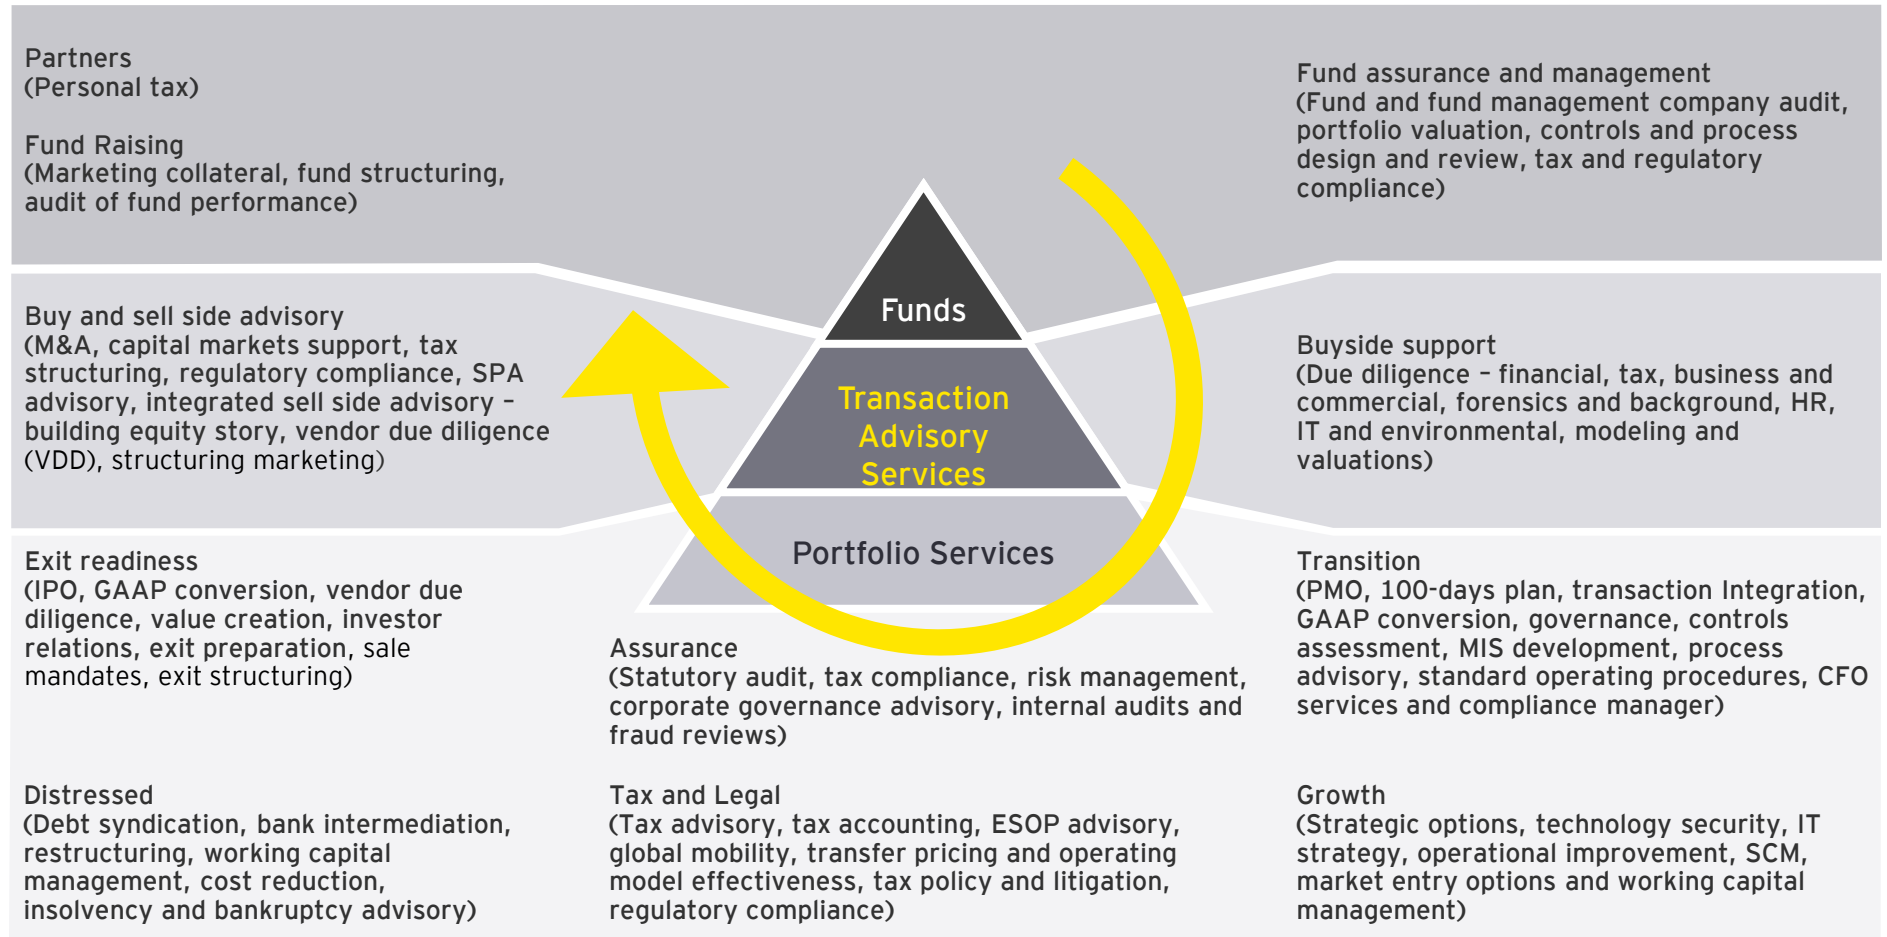 Partners
(Personal tax)
Fund Raising
(Marketing collateral, fund structuring,
audit of fund performance)
Fund assurance and management
(Fund and fund management company audit,
portfolio valuation, controls and process
design and review, tax and regulatory
compliance)
Funds
Buy and sell side advisory
(M&A, capital markets support, tax
structuring, regulatory compliance, SPA
advisory, integrated sell side advisory –
building equity story, vendor due diligence
(VDD), structuring marketing)
Transaction
Advisory
Services
Buyside support
(Due diligence – financial, tax, business and
commercial, forensics and background, HR,
IT and environmental, modeling and
valuations)
Portfolio Services
Exit readiness
(IPO, GAAP conversion, vendor due
diligence, value creation, investor
relations, exit preparation, sale
mandates, exit structuring)
Assurance
(Statutory audit, tax compliance, risk management,
corporate governance advisory, internal audits and
fraud reviews)
Transition
(PMO, 100-days plan, transaction Integration,
GAAP conversion, governance, controls
assessment, MIS development, process
advisory, standard operating procedures, CFO
services and compliance manager)
Distressed
(Debt syndication, bank intermediation,
restructuring, working capital
management, cost reduction,
insolvency and bankruptcy advisory)
Tax and Legal
(Tax advisory, tax accounting, ESOP advisory,
global mobility, transfer pricing and operating
model effectiveness, tax policy and litigation,
regulatory compliance)
Growth
(Strategic options, technology security, IT
strategy, operational improvement, SCM,
market entry options and working capital
management)